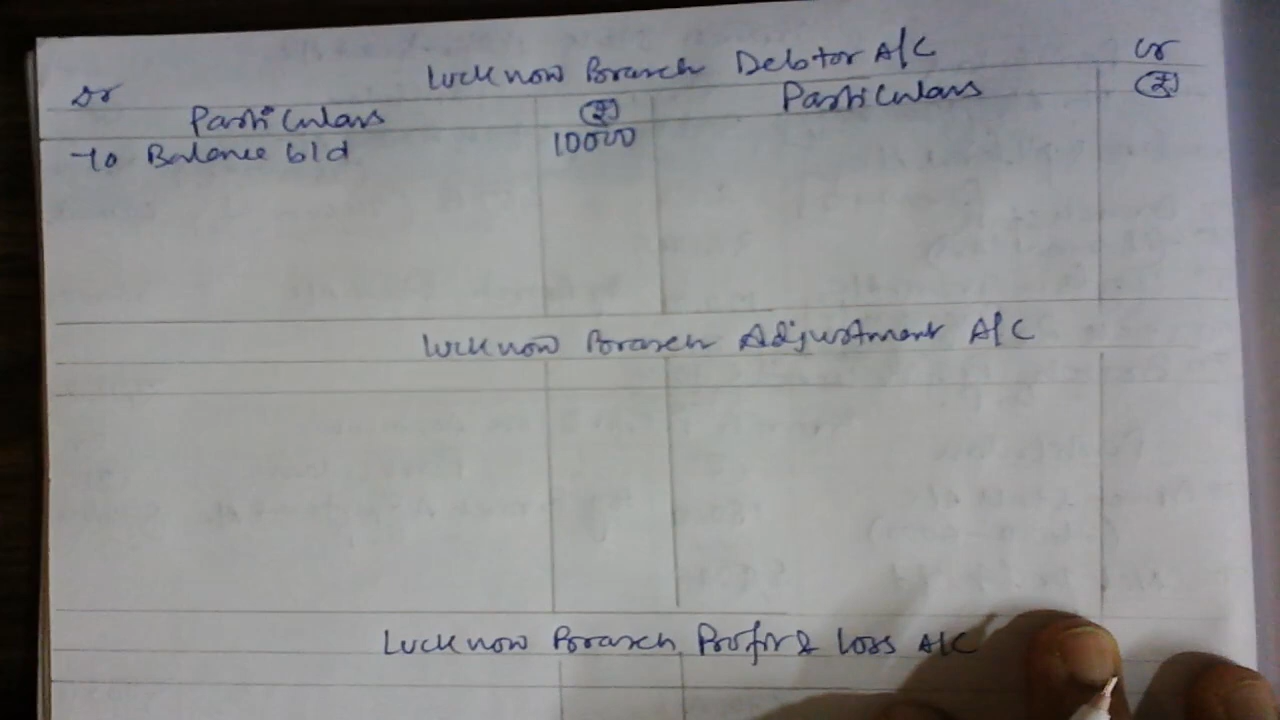 Lucknow Branch Debtor A/C
Dr Cr
Particulars ₹ Particulars ₹
To Balance b/d 10000
Lucknow Branch Adjustment A/C
Lucknow Branch Profit & Loss A/C